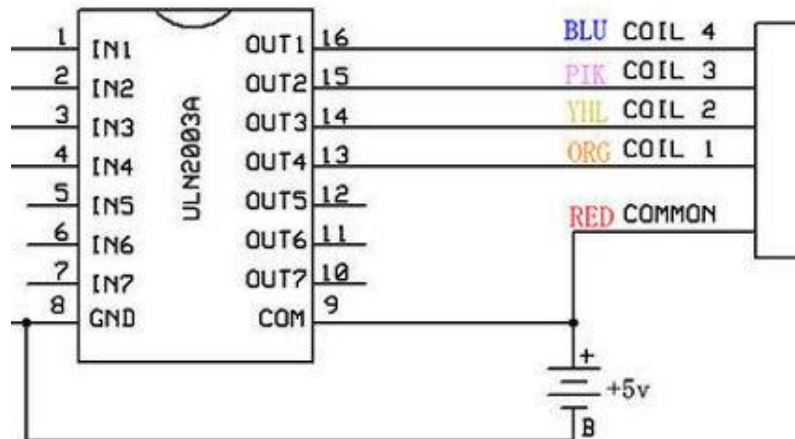 1 IN1 OUT1 16 BLU COIL 4
2 IN2 OUT2 15 PIK COIL 3
3 IN3 OUT3 14 YHL COIL 2
4 IN4 OUT4 13 ORG COIL 1
5 IN5 OUT5 12
6 IN6 OUT6 11 RED COMMON
7 IN7 OUT7 10
8 GND COM 9
ULN2003A
+
+5v
B